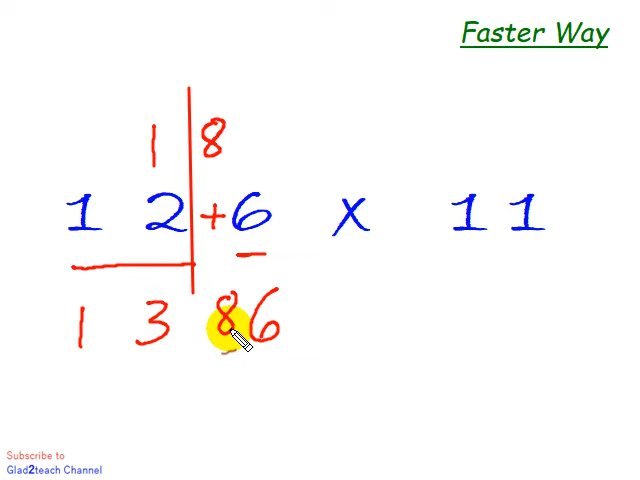 Faster Way
1 8
1 2 + 6 x 1 1
1 3 8 6
Subscribe to
Glad2teach Channel